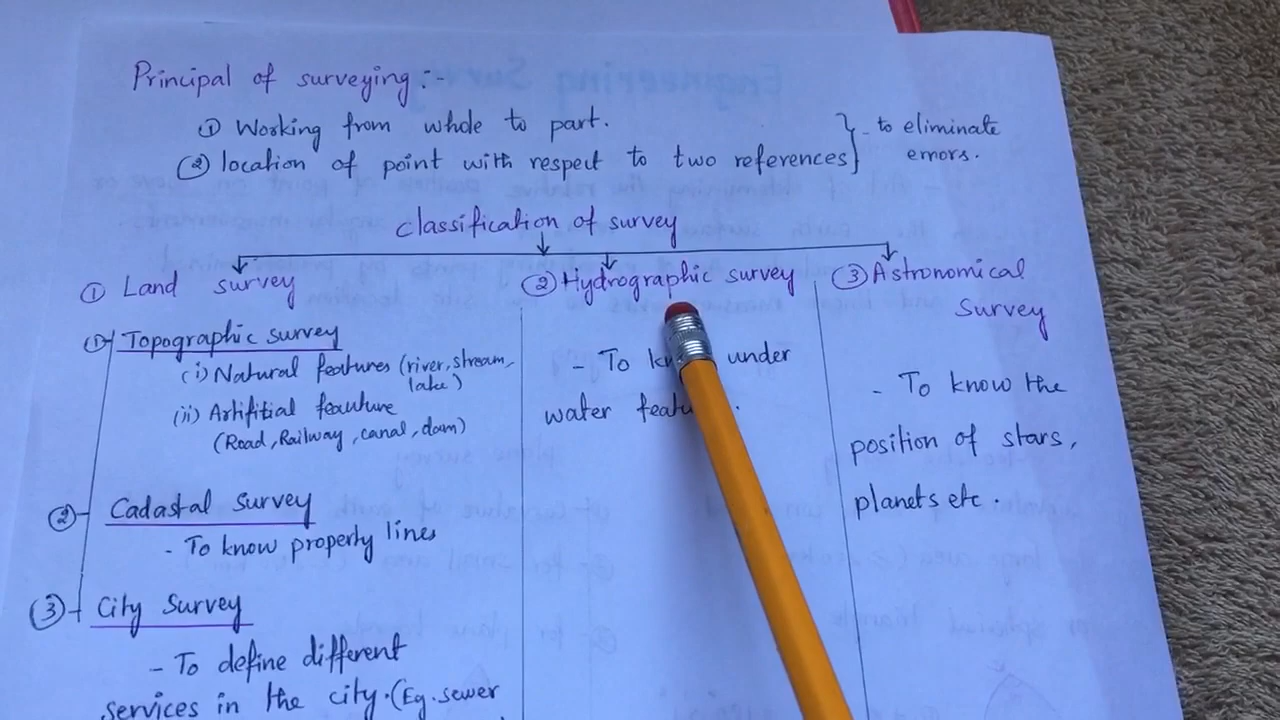 Principal of surveying :-
① Working from whole to part.
② location of point with respect to two references
} - to eliminate
errors.
classification of survey
① Land survey
① Topographic survey
(i) Natural features (river, stream,
lake)
(ii) Artifitial feauture
(Road, Railway, canal, dam)
② Cadastal survey
- To know property lines
③ City Survey
- To define different
services in the city. (Eg. sewer
② Hydrographic survey
- To under
water
③ Astronomical
survey
- To know the
position of stars,
planets etc.